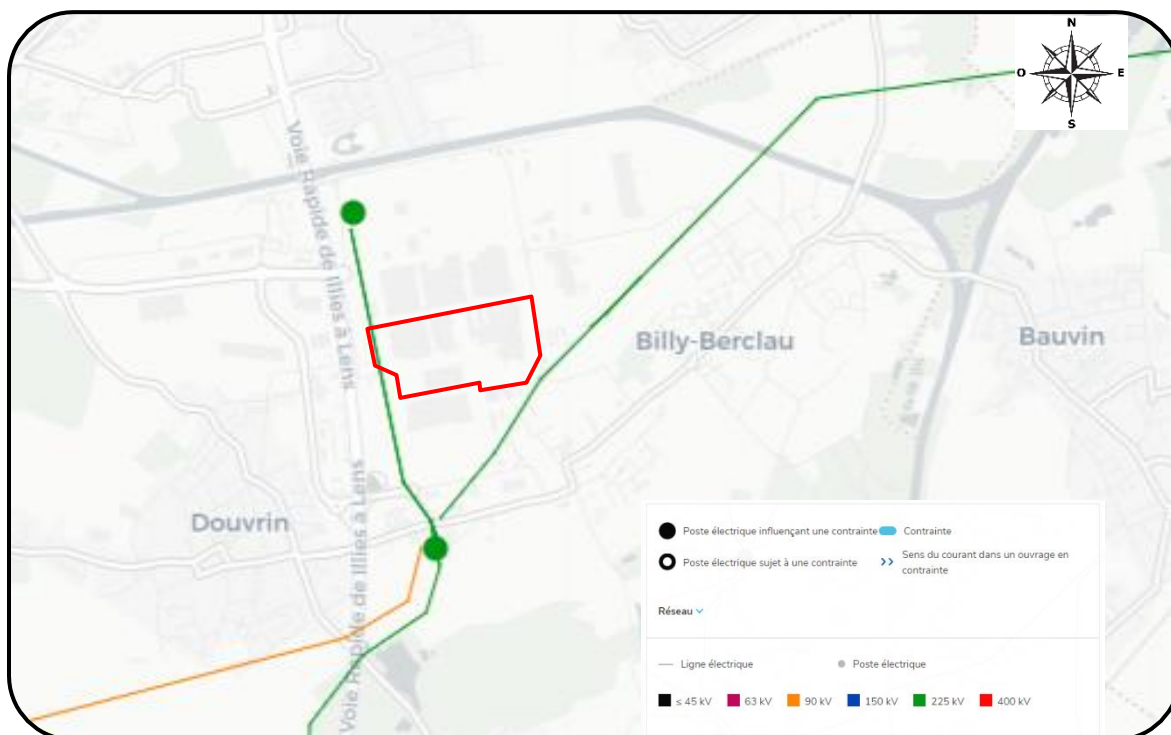 N
O
E
S
Voie Rapide de Illies à Lens
Billy-Berclau
Bauvin
Douvrin
Voie Rapide de Illies à Lens
Poste électrique influençant une contrainte
Contrainte
Poste électrique sujet à une contrainte
Sens du courant dans un ouvrage en
contrainte
Réseau
Ligne électrique
Poste électrique
≤ 45 kV
63 kV
90 kV
150 kV
225 kV
400 kV